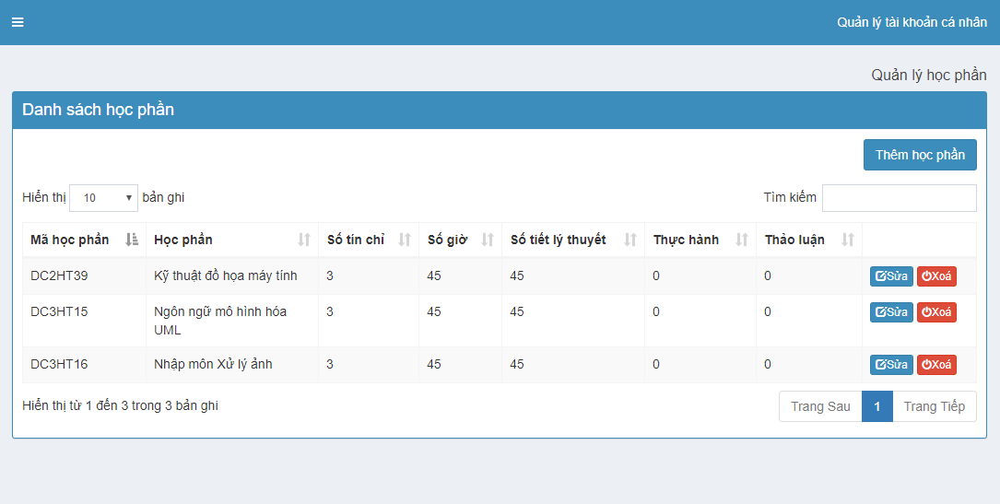 Quản lý tài khoản cá nhân
Quản lý học phần
Danh sách học phần
Thêm học phần
Hiển thị 10 bản ghi Tìm kiếm
Mã học phần Học phần Số tín chỉ Số giờ Số tiết lý thuyết Thực hành Thảo luận
DC2HT39 Kỹ thuật đồ họa máy tính 3 45 45 0 0 Sửa Xoá
DC3HT15 Ngôn ngữ mô hình hóa 3 45 45 0 0 Sửa Xoá
UML
DC3HT16 Nhập môn Xử lý ảnh 3 45 45 0 0 Sửa Xoá
Hiển thị từ 1 đến 3 trong 3 bản ghi Trang Sau 1 Trang Tiếp